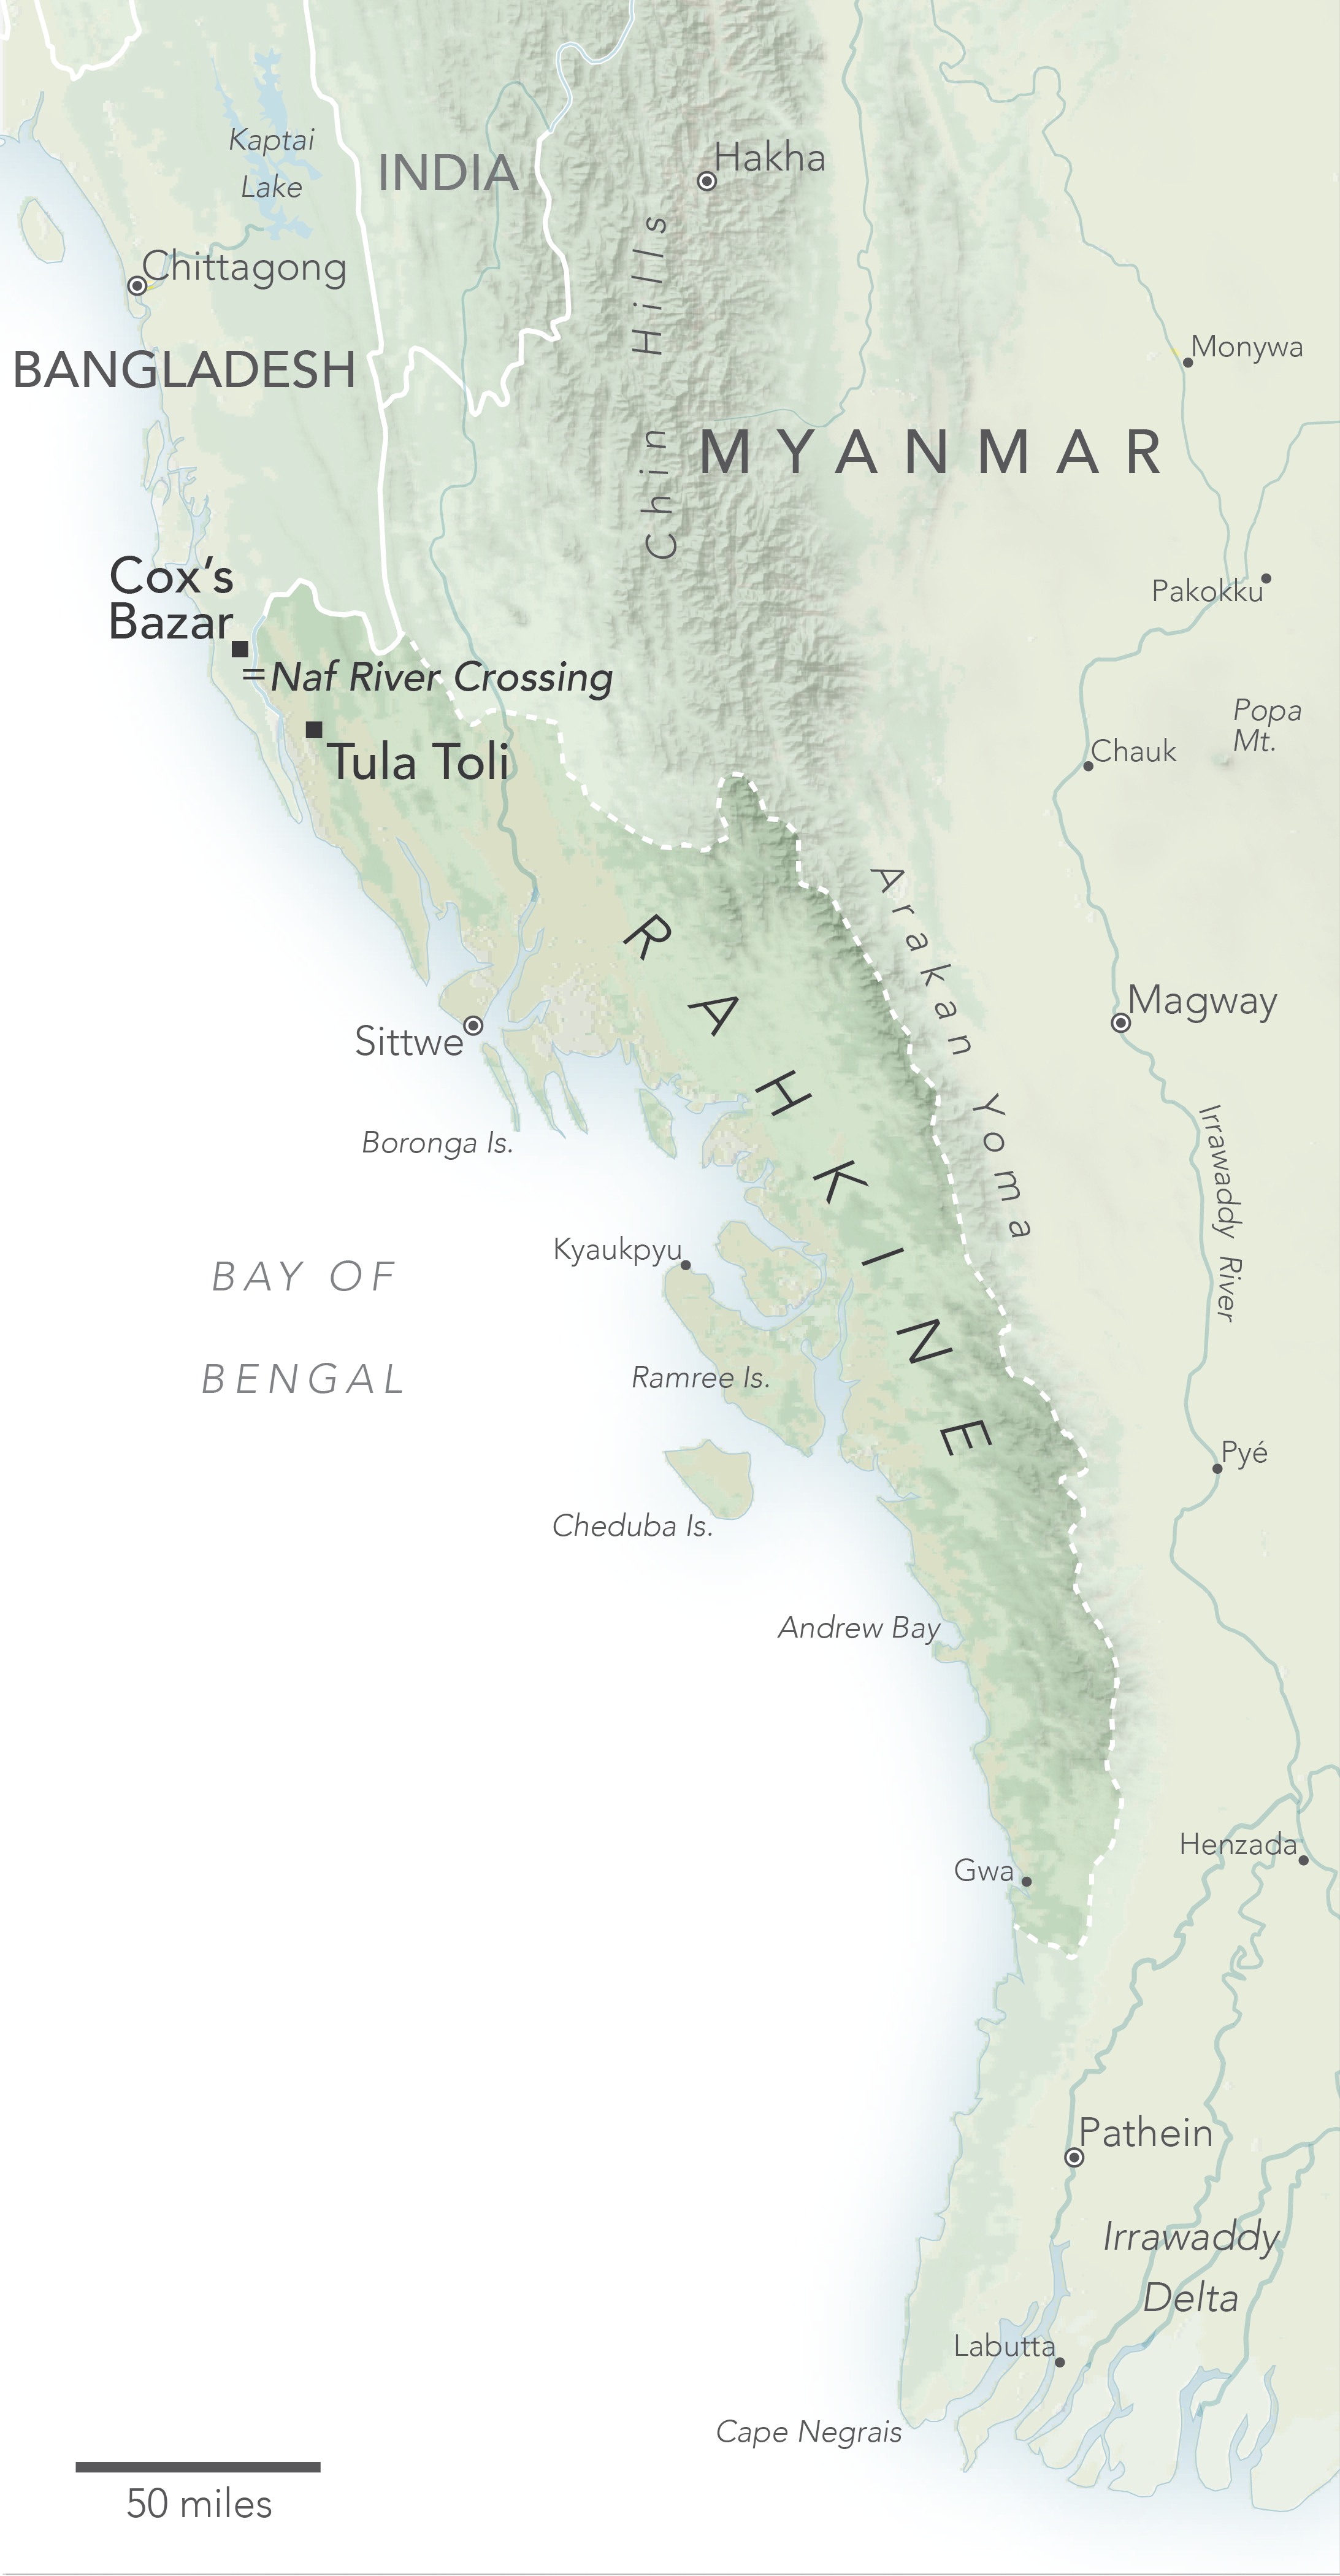 Kaptai
Lake
INDIA
Hakha
Chin Hills
Chittagong
BANGLADESH
Monywa
MYANMAR
Cox’s
Bazar
=Naf River Crossing
Pakokku
Tula Toli
Popa
Mt.
Chauk
Arakan Yoma
RAKHINE
Magway
Sittwe
Irrawaddy River
Boronga Is.
Kyaukpyu
BAY OF
BENGAL
Ramree Is.
Pyé
Cheduba Is.
Andrew Bay
Henzada
Gwa
Pathein
Irrawaddy
Delta
Labutta
Cape Negrais
50 miles